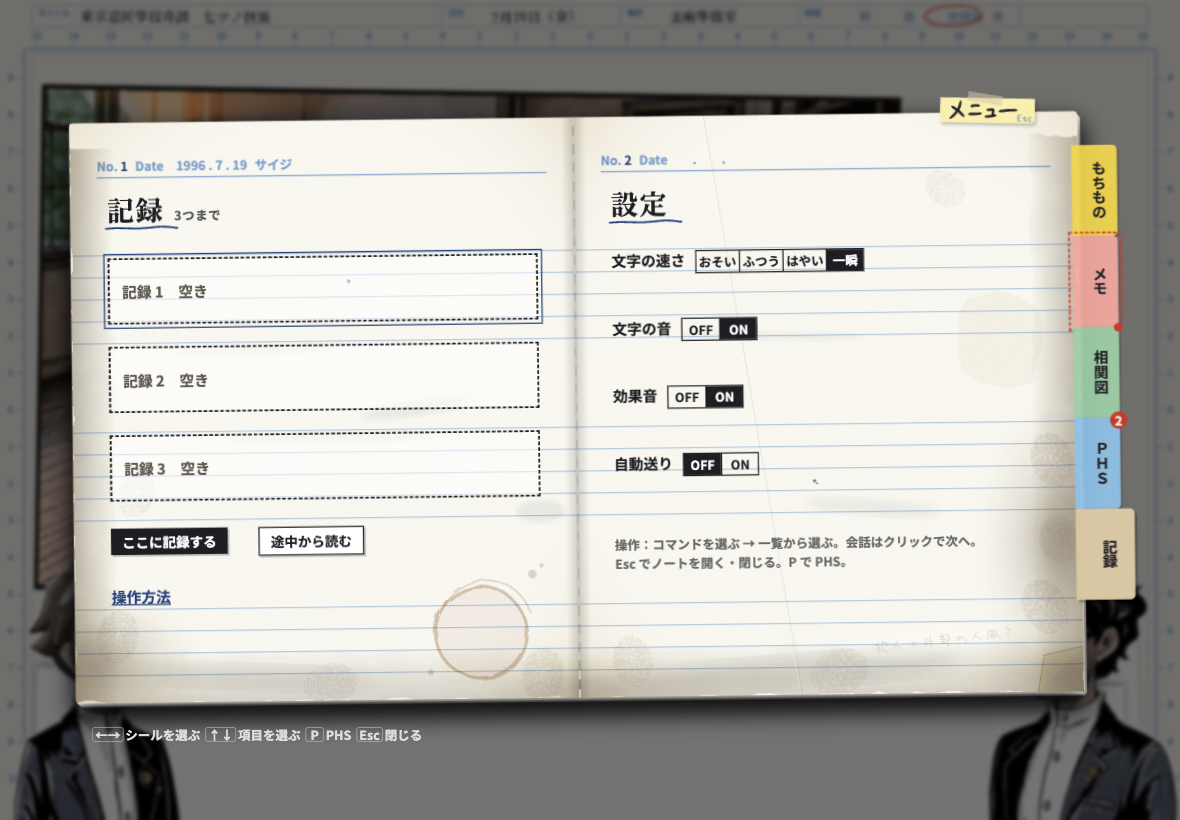 7月19日（金）
美術準備室
メニュー Esc
No. 1 Date 1996 . 7 . 19 サイジ
記録 3つまで
記録 1 空き
記録 2 空き
記録 3 空き
ここに記録する 途中から読む
操作方法
No. 2 Date . .
設定
文字の速さ おそい ふつう はやい 一瞬
文字の音 OFF ON
効果音 OFF ON
自動送り OFF ON
操作：コマンドを選ぶ → 一覧から選ぶ。会話はクリックで次へ。
Esc でノートを開く・閉じる。P で PHS。
もちもの
メモ
相関図
2
PHS
記録
←→ シールを選ぶ ↑↓ 項目を選ぶ P PHS Esc 閉じる